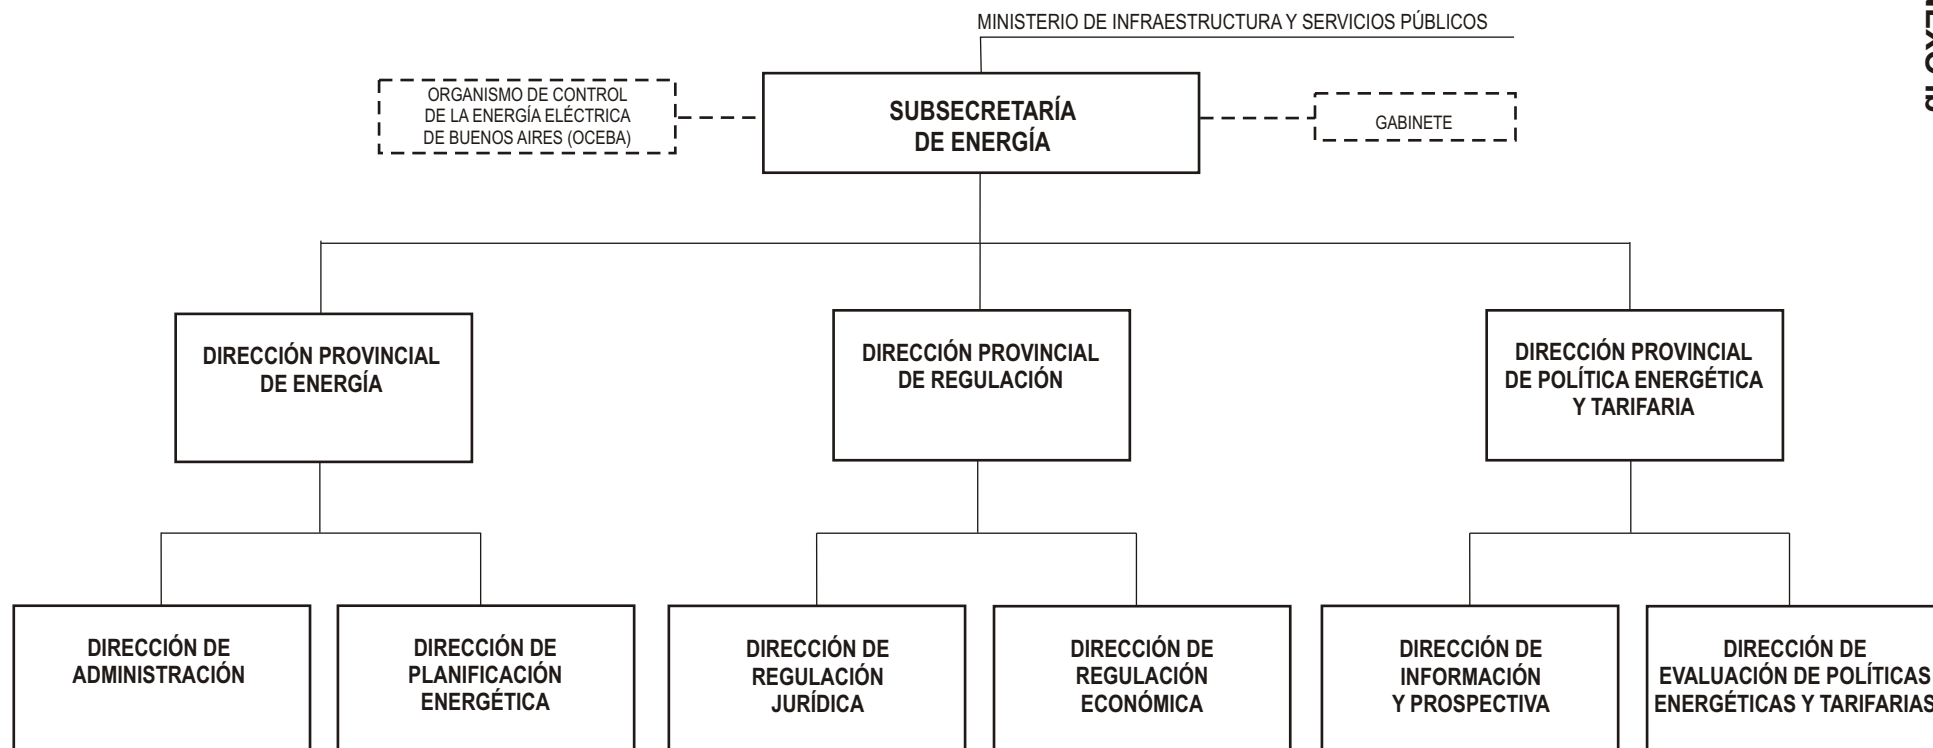 MINISTERIO DE INFRAESTRUCTURA Y SERVICIOS PÚBLICOS
ORGANISMO DE CONTROL
DE LA ENERGÍA ELÉCTRICA
DE BUENOS AIRES (OCEBA)
SUBSECRETARÍA
DE ENERGÍA
GABINETE
DIRECCIÓN PROVINCIAL
DE ENERGÍA
DIRECCIÓN PROVINCIAL
DE REGULACIÓN
DIRECCIÓN PROVINCIAL
DE POLÍTICA ENERGÉTICA
Y TARIFARIA
DIRECCIÓN DE
ADMINISTRACIÓN
DIRECCIÓN DE
PLANIFICACIÓN
ENERGÉTICA
DIRECCIÓN DE
REGULACIÓN
JURÍDICA
DIRECCIÓN DE
REGULACIÓN
ECONÓMICA
DIRECCIÓN DE
INFORMACIÓN
Y PROSPECTIVA
DIRECCIÓN DE
EVALUACIÓN DE POLÍTICAS
ENERGÉTICAS Y TARIFARIAS